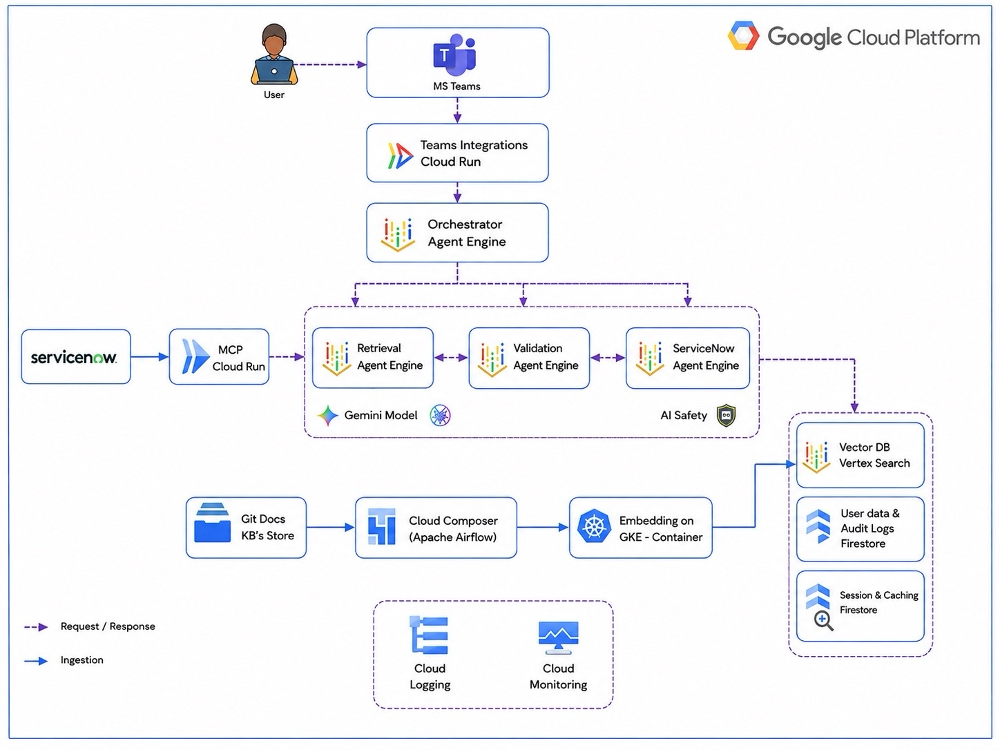 Google Cloud Platform
T
MS Teams
User
Teams Integrations
Cloud Run
Orchestrator
Agent Engine
servicenow.
MCP
Cloud Run
Retrieval
Agent Engine
Validation
Agent Engine
ServiceNow
Agent Engine
Gemini Model
AI Safety
Vector DB
Vertex Search
Git Docs
KB's Store
Cloud Composer
(Apache Airflow)
Embedding on
GKE - Container
User data &
Audit Logs
Firestore
Session & Caching
Firestore
Request / Response
Ingestion
Cloud
Logging
Cloud
Monitoring